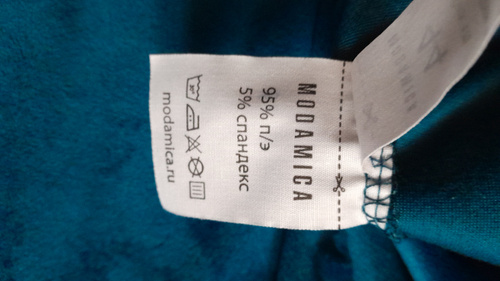 MODAMICA
95% п/э
5% спандекс
modamica.ru